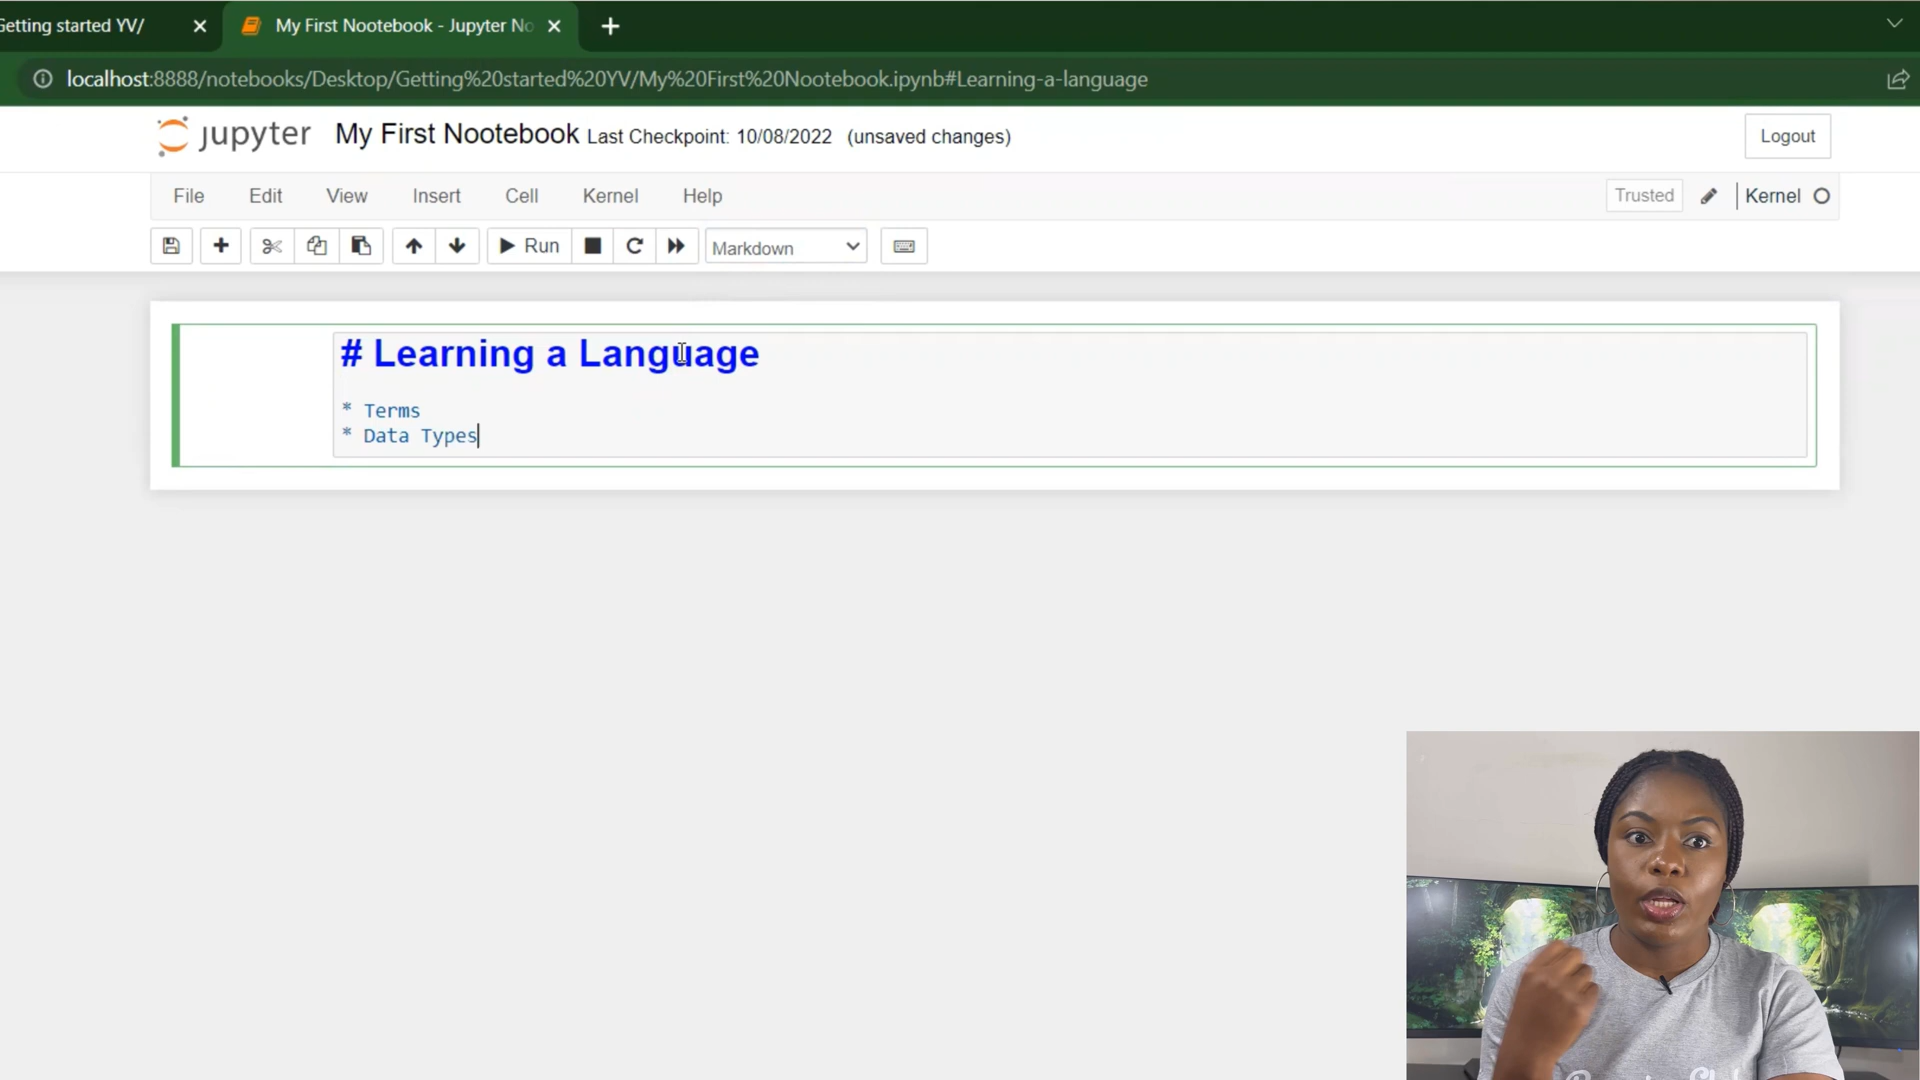 Getting started YV/
My First Nootebook - Jupyter No
localhost:8888/notebooks/Desktop/Getting%20started%20YV/My%20First%20Nootebook.ipynb#Learning-a-language
jupyter My First Nootebook Last Checkpoint: 10/08/2022 (unsaved changes)
Logout
File Edit View Insert Cell Kernel Help
Trusted
Kernel
Run
Markdown
# Learning a Language
* Terms
* Data Types